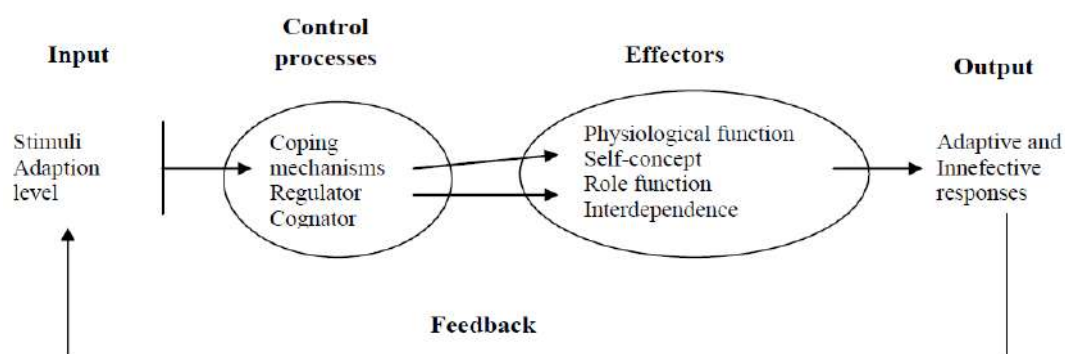 Input
Control
processes
Effectors
Output
Stimuli
Adaption
level
Coping
mechanisms
Regulator
Cognator
Physiological function
Self-concept
Role function
Interdependence
Adaptive and
Innefective
responses
Feedback